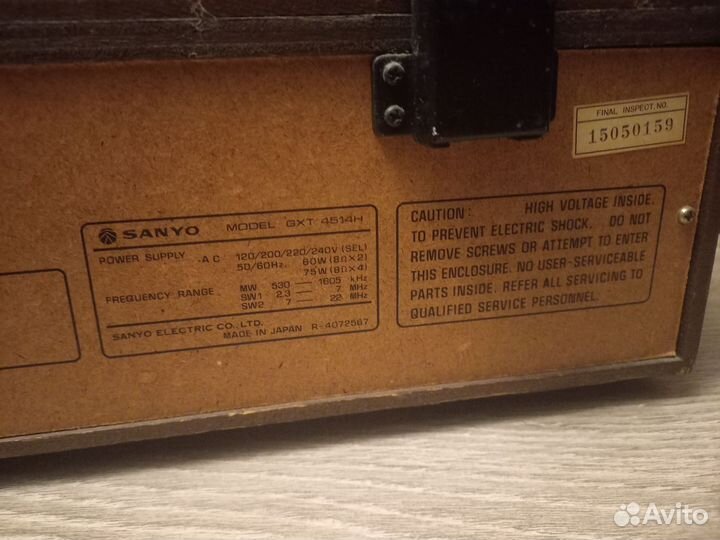 FINAL INSPECT. NO.
15050159
SANYO MODEL GXT 4514H
POWER SUPPLY AC 120/200/220/240V (SEL)
50/60Hz. 60W (8Ω×2)
75W (8Ω×4)
FREQUENCY RANGE MW 530 — 1605 kHz
SW1 2.3 — 7 MHz
SW2 7 — 22 MHz
SANYO ELECTRIC CO., LTD.
MADE IN JAPAN R-4072567
CAUTION: HIGH VOLTAGE INSIDE.
TO PREVENT ELECTRIC SHOCK. DO NOT
REMOVE SCREWS OR ATTEMPT TO ENTER
THIS ENCLOSURE. NO USER-SERVICEABLE
PARTS INSIDE. REFER ALL SERVICING TO
QUALIFIED SERVICE PERSONNEL.
Avito